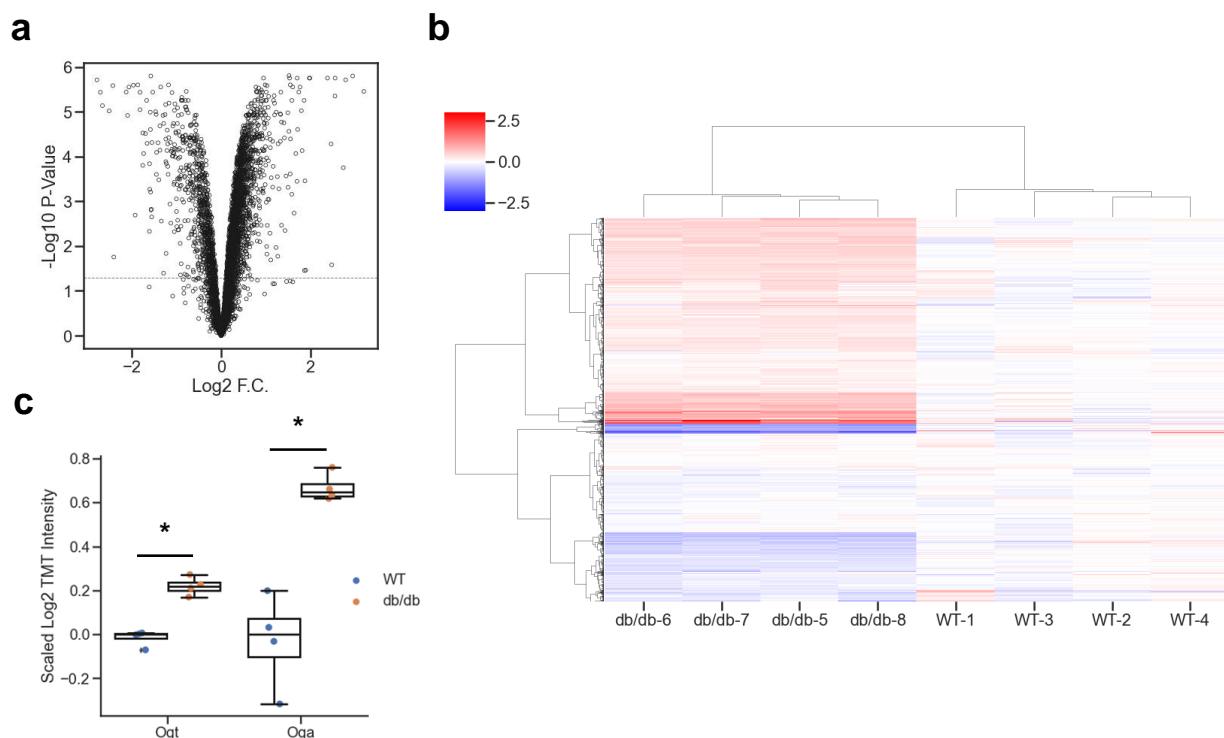 a
6
5
4
3
2
1
0
-Log10 P-Value
−2
0
2
Log2 F.C.
b
2.5
0.0
−2.5
db/db-6
db/db-7
db/db-5
db/db-8
WT-1
WT-3
WT-2
WT-4
c
0.8
0.6
0.4
0.2
0.0
−0.2
Scaled Log2 TMT Intensity
*
*
WT
db/db
Ogt
Oga